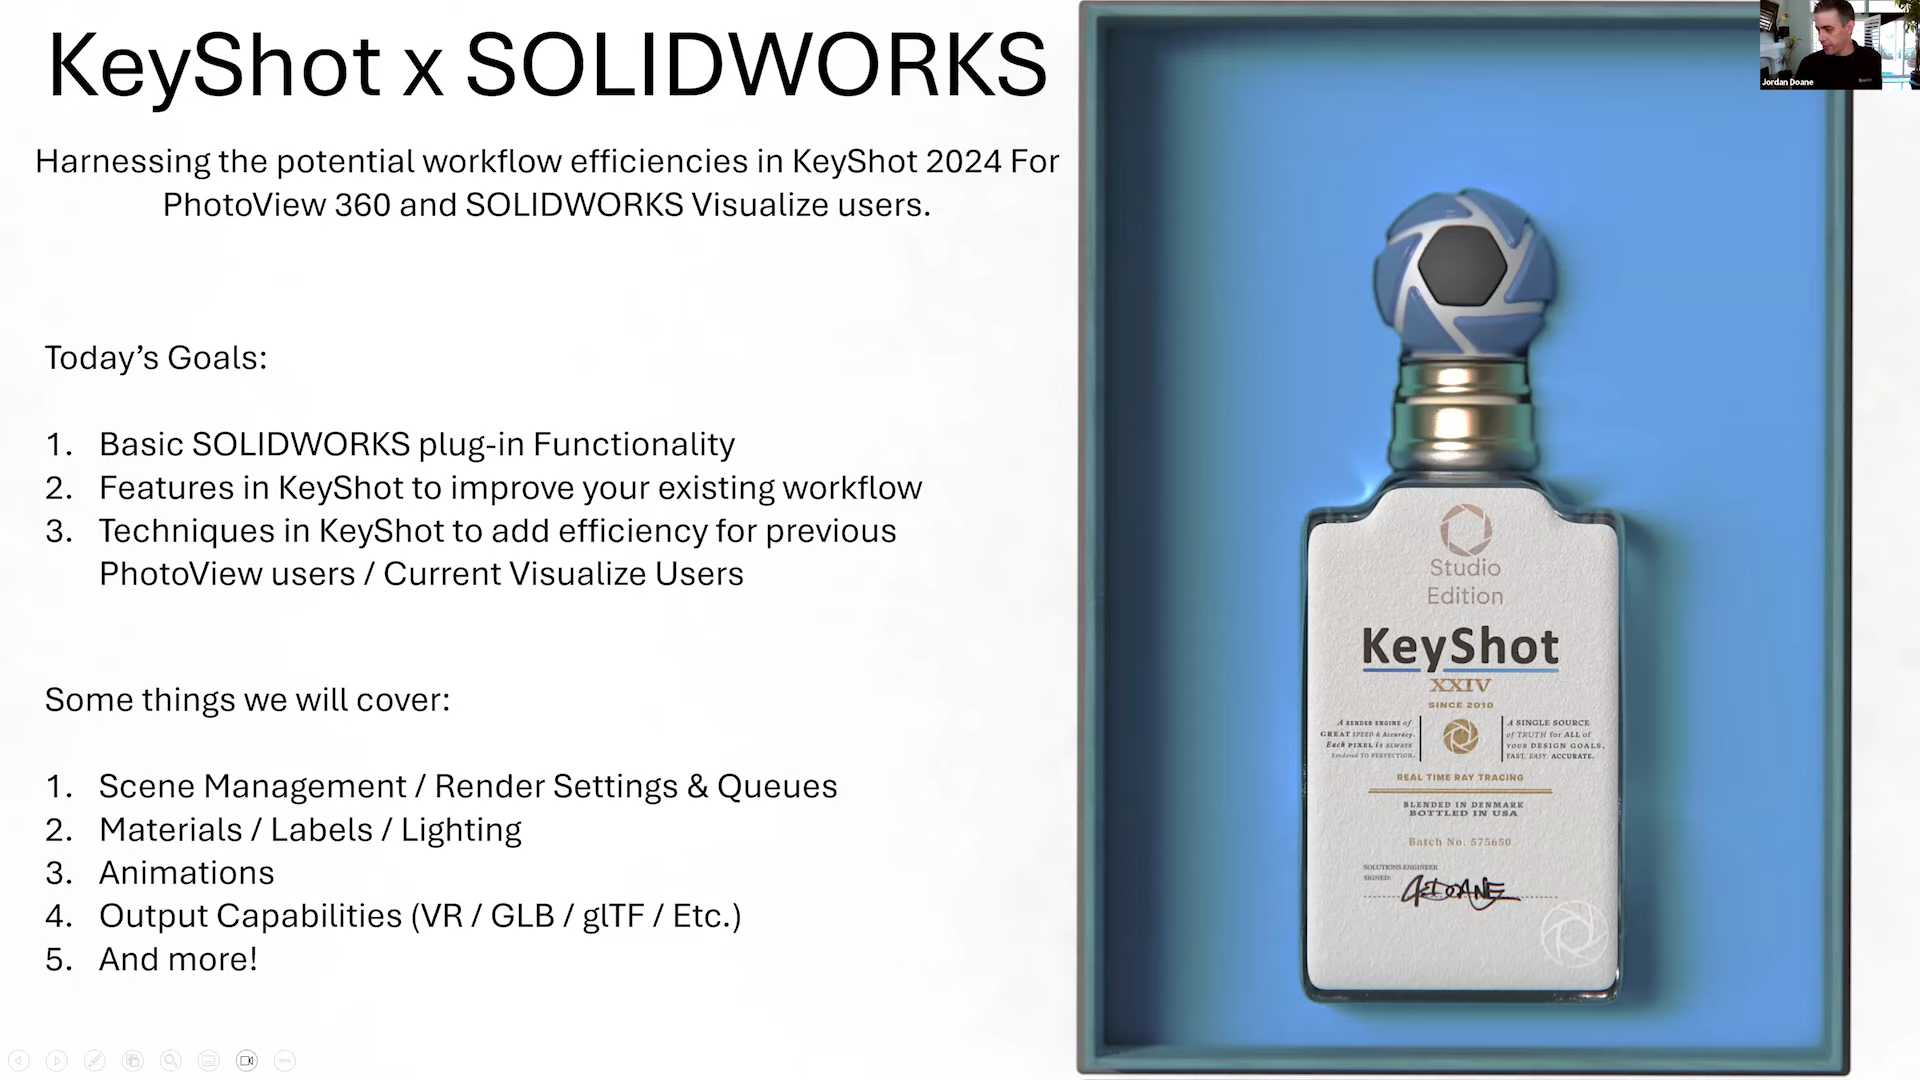 KeyShot x SOLIDWORKS
Harnessing the potential workflow efficiencies in KeyShot 2024 For
PhotoView 360 and SOLIDWORKS Visualize users.
Today's Goals:
1. Basic SOLIDWORKS plug-in Functionality
2. Features in KeyShot to improve your existing workflow
3. Techniques in KeyShot to add efficiency for previous
PhotoView users / Current Visualize Users
Some things we will cover:
1. Scene Management / Render Settings & Queues
2. Materials / Labels / Lighting
3. Animations
4. Output Capabilities (VR / GLB / glTF / Etc.)
5. And more!
Jordan Doane
Studio
Edition
KeyShot
XXIV
SINCE 2010
A RENDER ENGINE of
GREAT SPEED & Accuracy.
Each PIXEL is ALWAYS
Rendered TO PERFECTION.
A SINGLE SOURCE
of TRUTH for ALL of
YOUR DESIGN GOALS.
FAST. EASY. ACCURATE.
REAL TIME RAY TRACING
BLENDED IN DENMARK
BOTTLED IN USA
Batch No. 575650
SOLUTIONS ENGINEER
SIGNED:
J.DOANE